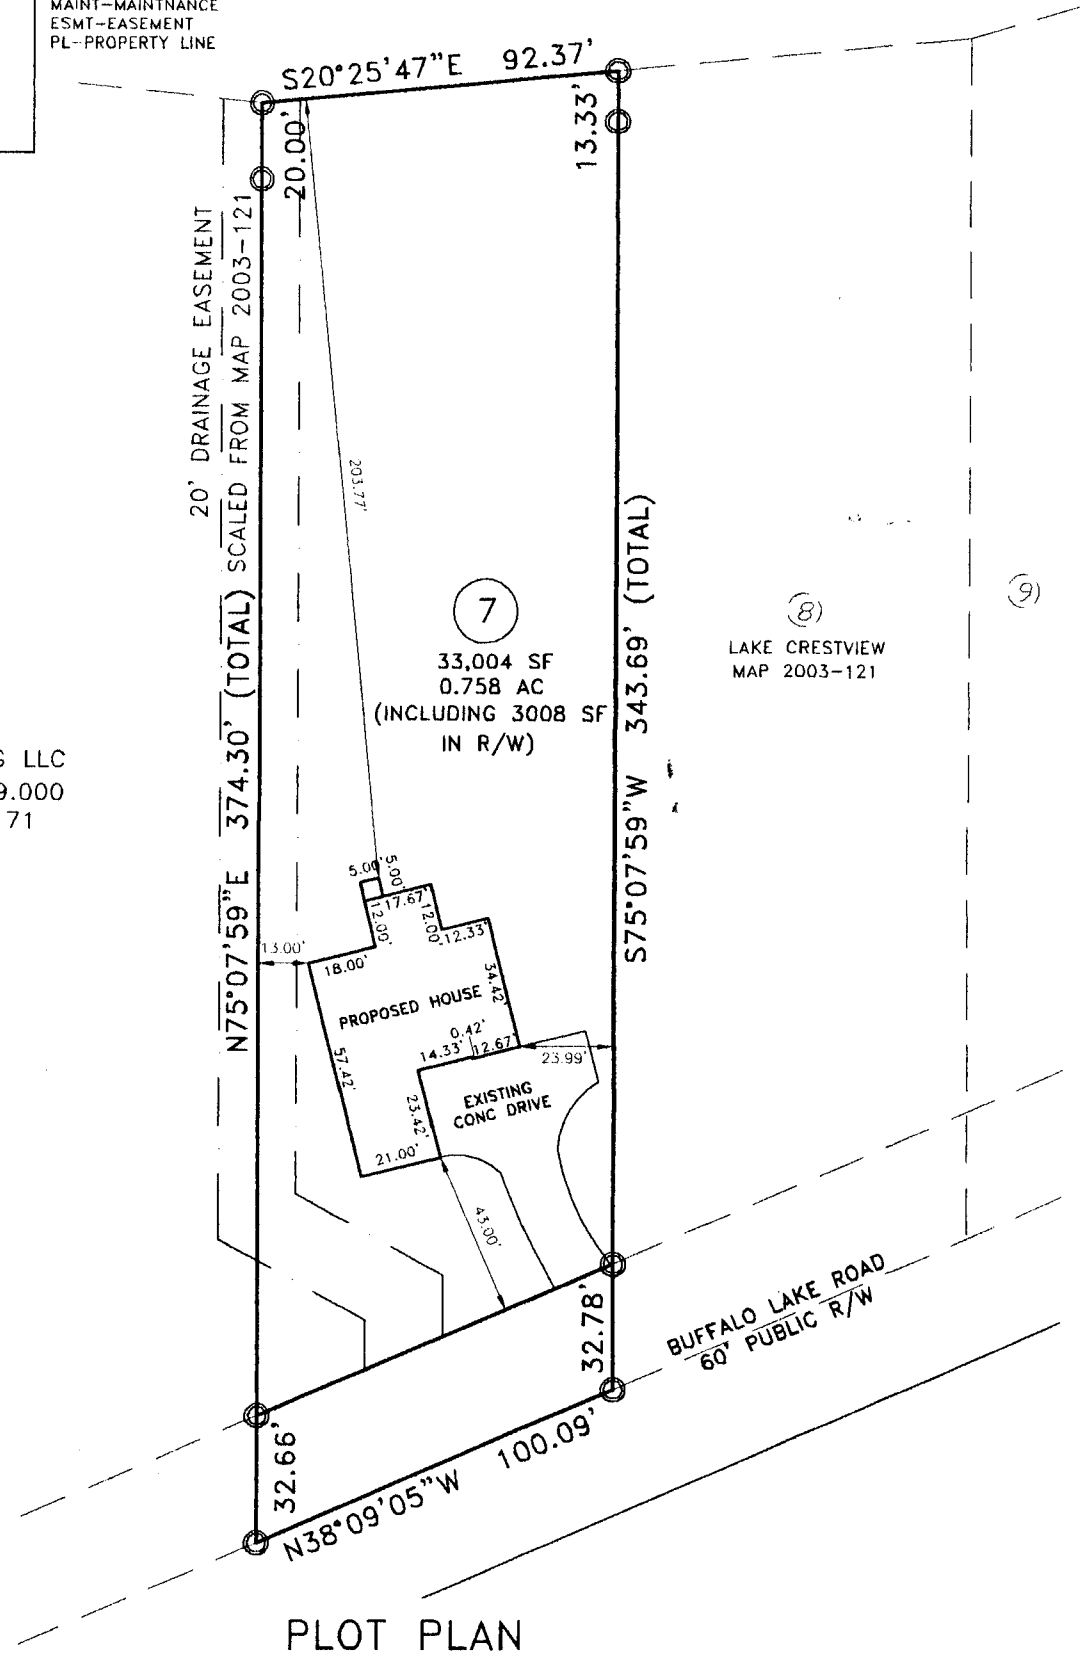 MAINT-MAINTNANCE
ESMT-EASEMENT
PL-PROPERTY LINE
S20°25'47"E 92.37'
20.00'
13.33'
20' DRAINAGE EASEMENT
SCALED FROM MAP 2003-121
N75°07'59"E 374.30' (TOTAL)
203.77'
S75°07'59"W 343.69' (TOTAL)
7
33,004 SF
0.758 AC
(INCLUDING 3008 SF
IN R/W)
8
LAKE CRESTVIEW
MAP 2003-121
9
LLC
9.000
71
5.00'
5.00'
17.67'
12.00'
12.00'
12.33'
13.00'
18.00'
34.42'
PROPOSED HOUSE
0.42'
14.33'
12.67'
23.99'
57.42'
EXISTING
CONC DRIVE
23.42'
21.00'
43.00'
BUFFALO LAKE ROAD
60' PUBLIC R/W
32.78'
32.66'
N38°09'05"W 100.09'
PLOT PLAN